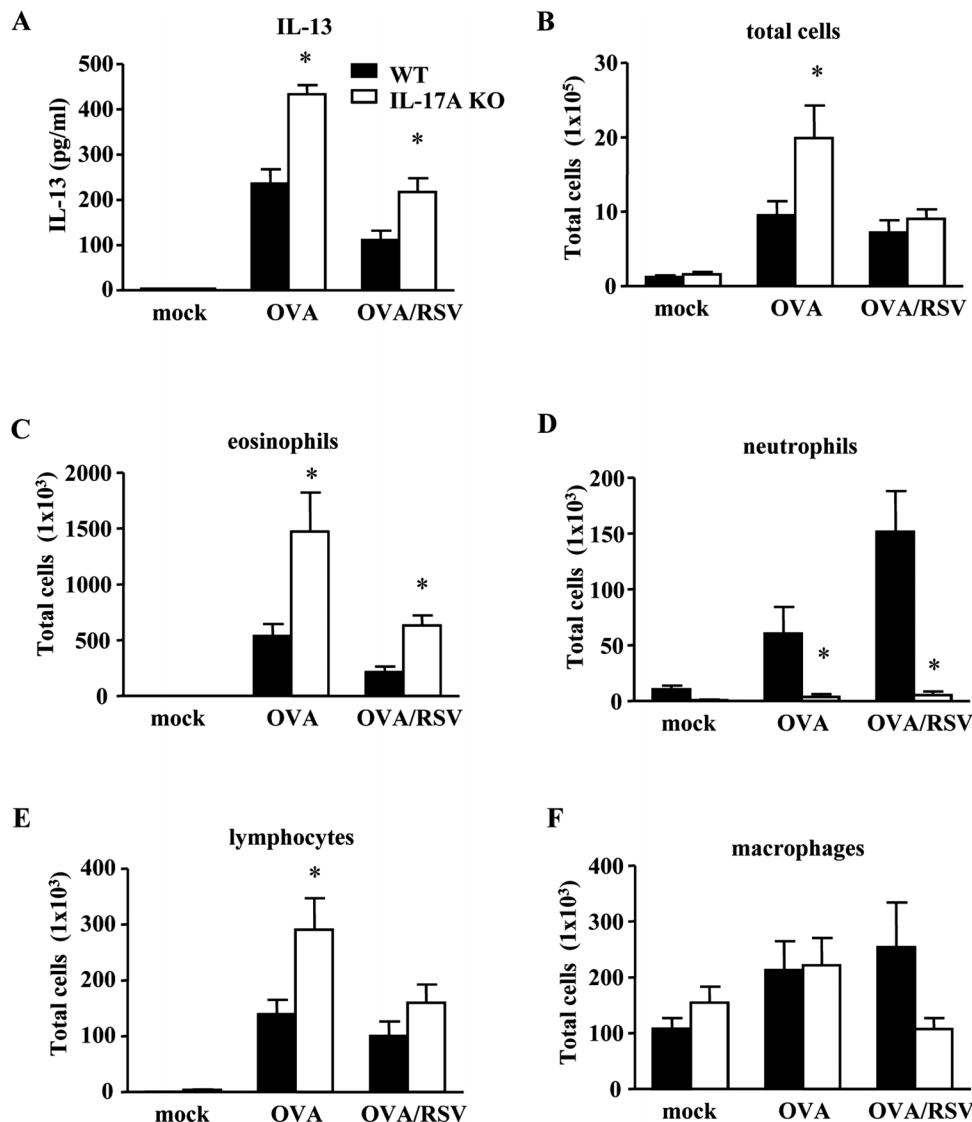 A
IL-13
IL-13 (pg/ml)
500
400
300
200
100
0
*
*
WT
IL-17A KO
mock
OVA
OVA/RSV
B
total cells
Total cells (1x10⁵)
30
20
10
0
*
mock
OVA
OVA/RSV
C
eosinophils
Total cells (1x10³)
2000
1500
1000
500
0
*
*
mock
OVA
OVA/RSV
D
neutrophils
Total cells (1x10³)
200
150
100
50
0
*
*
mock
OVA
OVA/RSV
E
lymphocytes
Total cells (1x10³)
400
300
200
100
0
*
mock
OVA
OVA/RSV
F
macrophages
Total cells (1x10³)
400
300
200
100
0
mock
OVA
OVA/RSV